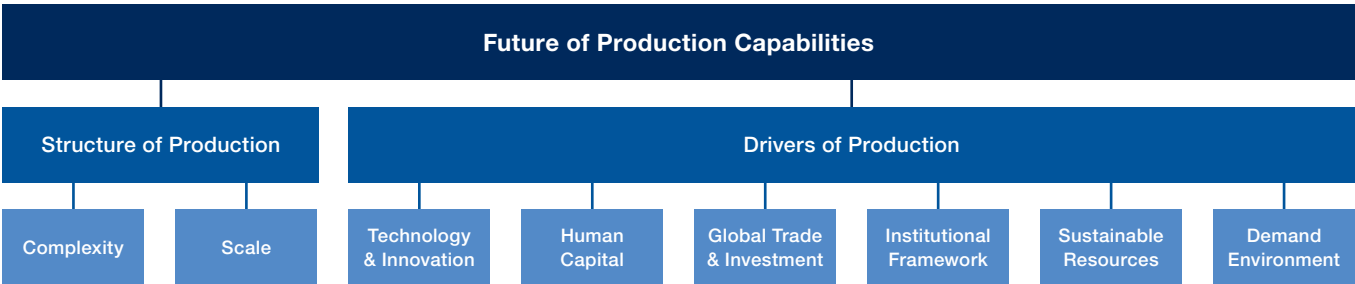 Future of Production Capabilities
Structure of Production
Drivers of Production
Complexity
Scale
Technology
& Innovation
Human
Capital
Global Trade
& Investment
Institutional
Framework
Sustainable
Resources
Demand
Environment